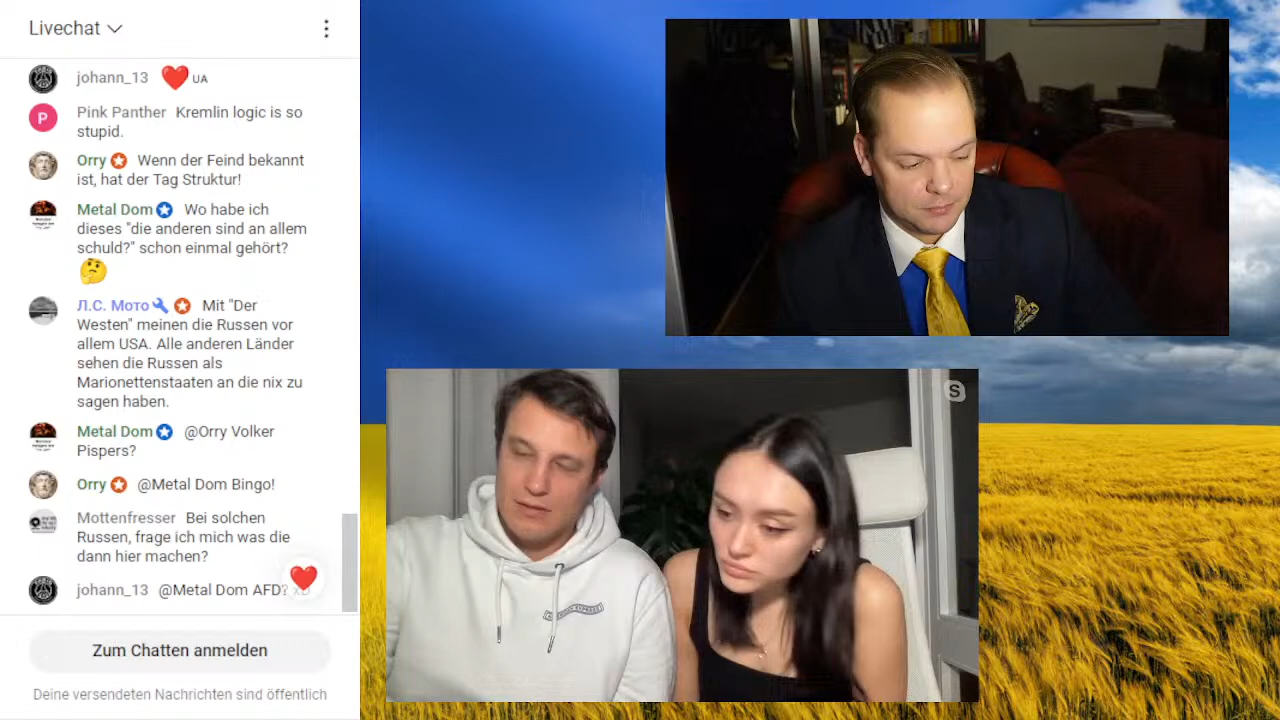 Livechat
johann_13 ❤️ UA
Pink Panther Kremlin logic is so
stupid.
Orry Wenn der Feind bekannt
ist, hat der Tag Struktur!
Metal Dom Wo habe ich
dieses "die anderen sind an allem
schuld?" schon einmal gehört?
🤔
Л.С. Мото Mit "Der
Westen" meinen die Russen vor
allem USA. Alle anderen Länder
sehen die Russen als
Marionettenstaaten an die nix zu
sagen haben.
Metal Dom @Orry Volker
Pispers?
Orry @Metal Dom Bingo!
Mottenfresser Bei solchen
Russen, frage ich mich was die
dann hier machen?
johann_13 @Metal Dom AFD?
Zum Chatten anmelden
Deine versendeten Nachrichten sind öffentlich
P
S